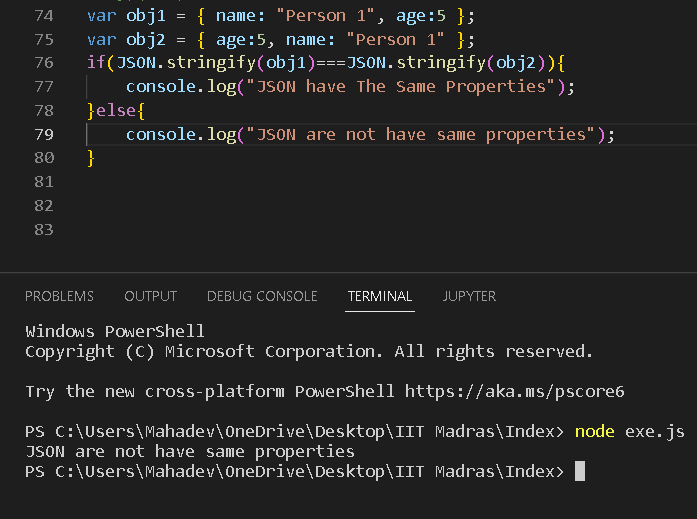 74 var obj1 = { name: "Person 1", age:5 };
75 var obj2 = { age:5, name: "Person 1" };
76 if(JSON.stringify(obj1)===JSON.stringify(obj2)){
77 console.log("JSON have The Same Properties");
78 }else{
79 console.log("JSON are not have same properties");
80 }
81
82
83
PROBLEMS OUTPUT DEBUG CONSOLE TERMINAL JUPYTER
Windows PowerShell
Copyright (C) Microsoft Corporation. All rights reserved.
Try the new cross-platform PowerShell https://aka.ms/pscore6
PS C:\Users\Mahadev\OneDrive\Desktop\IIT Madras\Index> node exe.js
JSON are not have same properties
PS C:\Users\Mahadev\OneDrive\Desktop\IIT Madras\Index>